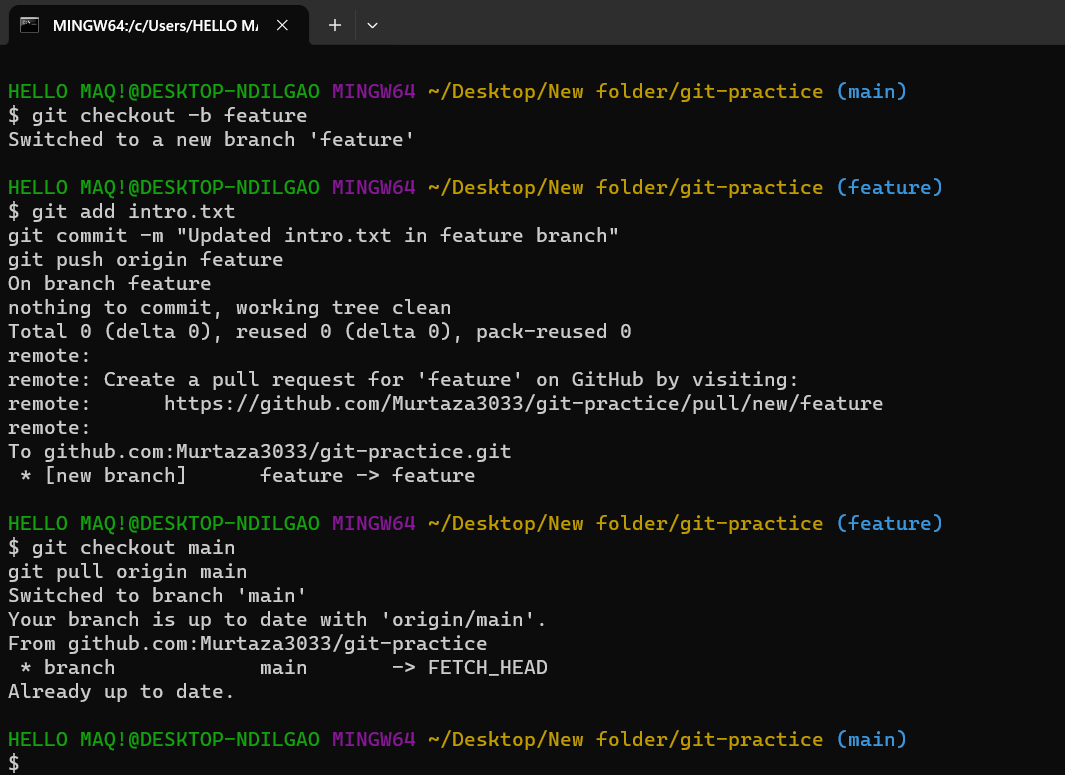 MINGW64:/c/Users/HELLO MA
HELLO MAQ!@DESKTOP-NDILGAO MINGW64 ~/Desktop/New folder/git-practice (main)
$ git checkout -b feature
Switched to a new branch 'feature'
HELLO MAQ!@DESKTOP-NDILGAO MINGW64 ~/Desktop/New folder/git-practice (feature)
$ git add intro.txt
git commit -m "Updated intro.txt in feature branch"
git push origin feature
On branch feature
nothing to commit, working tree clean
Total 0 (delta 0), reused 0 (delta 0), pack-reused 0
remote:
remote: Create a pull request for 'feature' on GitHub by visiting:
remote:      https://github.com/Murtaza3033/git-practice/pull/new/feature
remote:
To github.com:Murtaza3033/git-practice.git
 * [new branch]      feature -> feature
HELLO MAQ!@DESKTOP-NDILGAO MINGW64 ~/Desktop/New folder/git-practice (feature)
$ git checkout main
git pull origin main
Switched to branch 'main'
Your branch is up to date with 'origin/main'.
From github.com:Murtaza3033/git-practice
 * branch            main       -> FETCH_HEAD
Already up to date.
HELLO MAQ!@DESKTOP-NDILGAO MINGW64 ~/Desktop/New folder/git-practice (main)
$